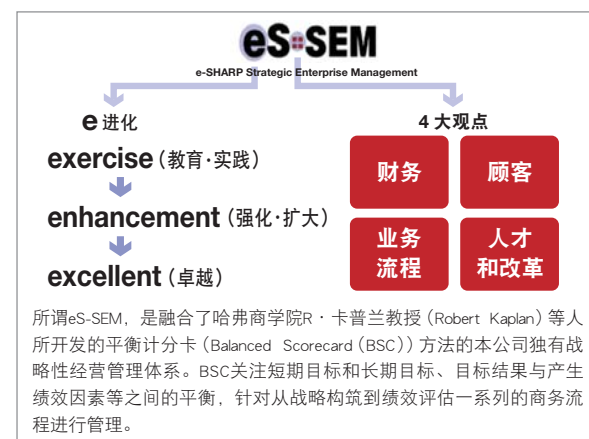 eS-SEM
e-SHARP Strategic Enterprise Management
e 进化
4 大观点
exercise（教育·实践）
enhancement（强化·扩大）
excellent（卓越）
财务
顾客
业务
流程
人才
和改革
所谓eS-SEM，是融合了哈弗商学院R·卡普兰教授（Robert Kaplan）等人
所开发的平衡计分卡（Balanced Scorecard（BSC））方法的本公司独有战
略性经营管理体系。BSC关注短期目标和长期目标、目标结果与产生
绩效因素等之间的平衡，针对从战略构筑到绩效评估一系列的商务流
程进行管理。